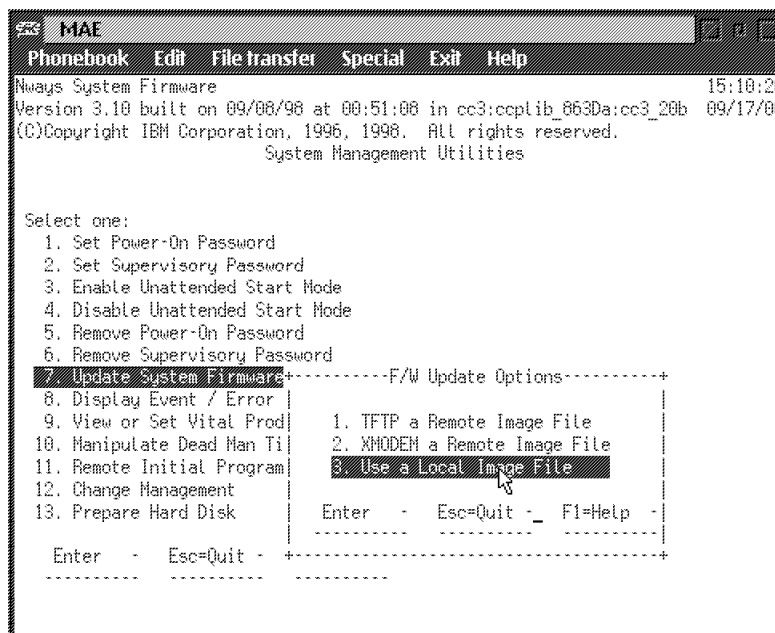 MAE
Phonebook Edit File transfer Special Exit Help
Nways System Firmware 15:10:2
Version 3.10 built on 09/08/98 at 00:51:08 in cc3:ccplib_863Da:cc3_20b 09/17/0
(C)Copyright IBM Corporation, 1996, 1998. All rights reserved.
System Management Utilities
Select one:
1. Set Power-On Password
2. Set Supervisory Password
3. Enable Unattended Start Mode
4. Disable Unattended Start Mode
5. Remove Power-On Password
6. Remove Supervisory Password
7. Update System Firmware+----------F/W Update Options----------+
8. Display Event / Error |
9. View or Set Vital Prod| 1. TFTP a Remote Image File |
10. Manipulate Dead Man Ti| 2. XMODEM a Remote Image File |
11. Remote Initial Program| 3. Use a Local Image File |
12. Change Management |
13. Prepare Hard Disk | Enter - Esc=Quit -_ F1=Help -|
Enter - Esc=Quit -